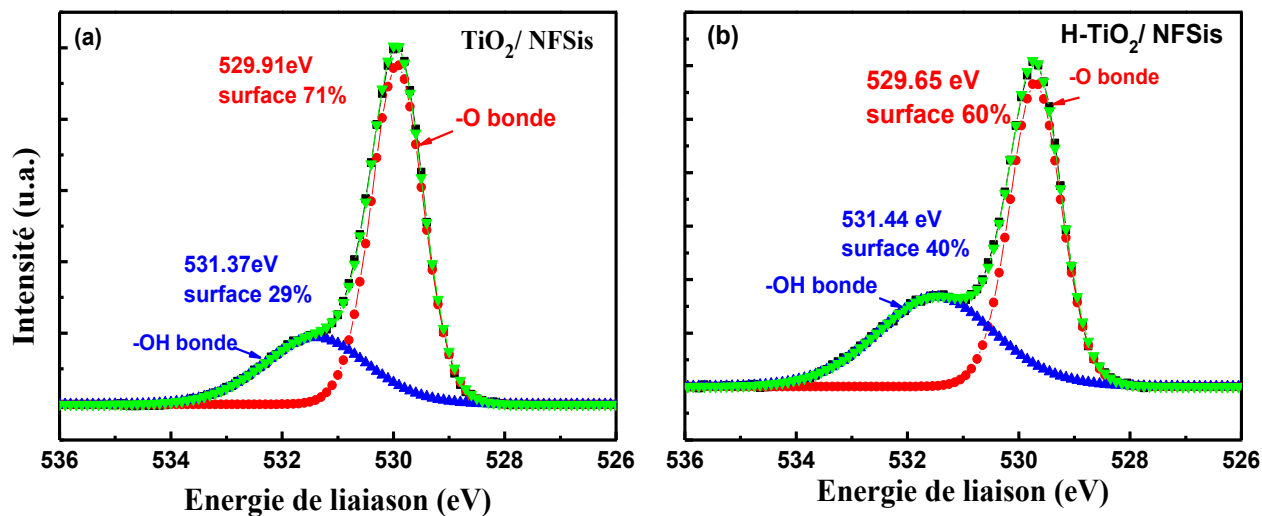 (a)
TiO₂/ NFSis
529.91eV
surface 71%
-O bonde
531.37eV
surface 29%
-OH bonde
Intensité (u.a.)
536 534 532 530 528 526
Energie de liaiason (eV)
(b)
H-TiO₂/ NFSis
529.65 eV
surface 60%
-O bonde
531.44 eV
surface 40%
-OH bonde
536 534 532 530 528 526
Energie de liaison (eV)